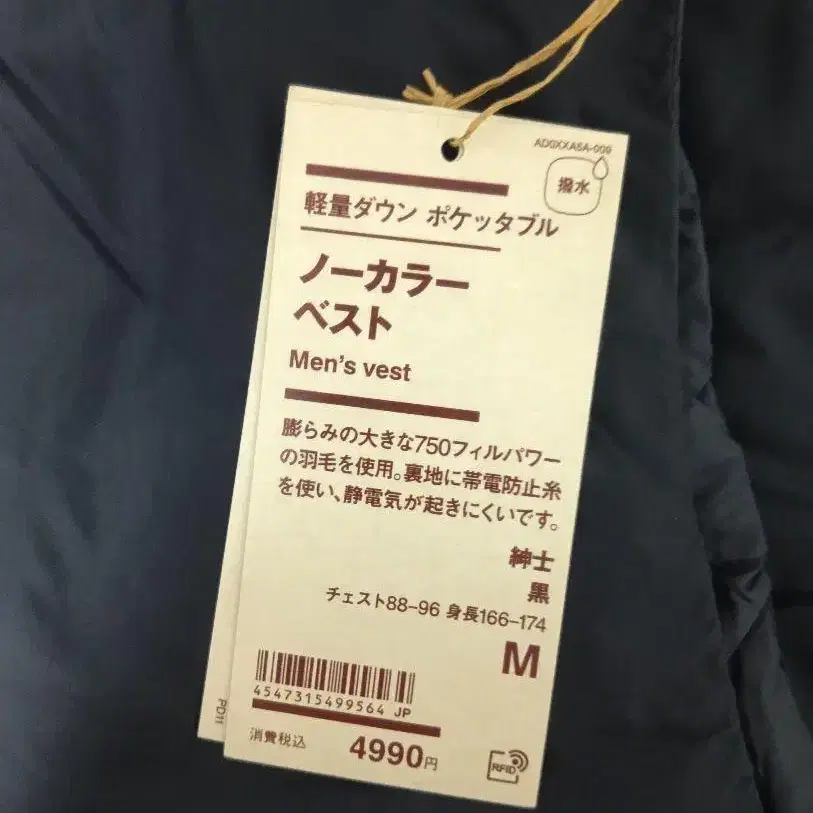 AD0XXA5A-009
撥水
軽量ダウン ポケッタブル
ノーカラー
ベスト
Men's vest
膨らみの大きな750フィルパワー
の羽毛を使用。裏地に帯電防止糸
を使い、静電気が起きにくいです。
紳士
黒
チェスト88-96 身長166-174
M
4547315499564 JP
PD11
消費税込 4990円
RFID